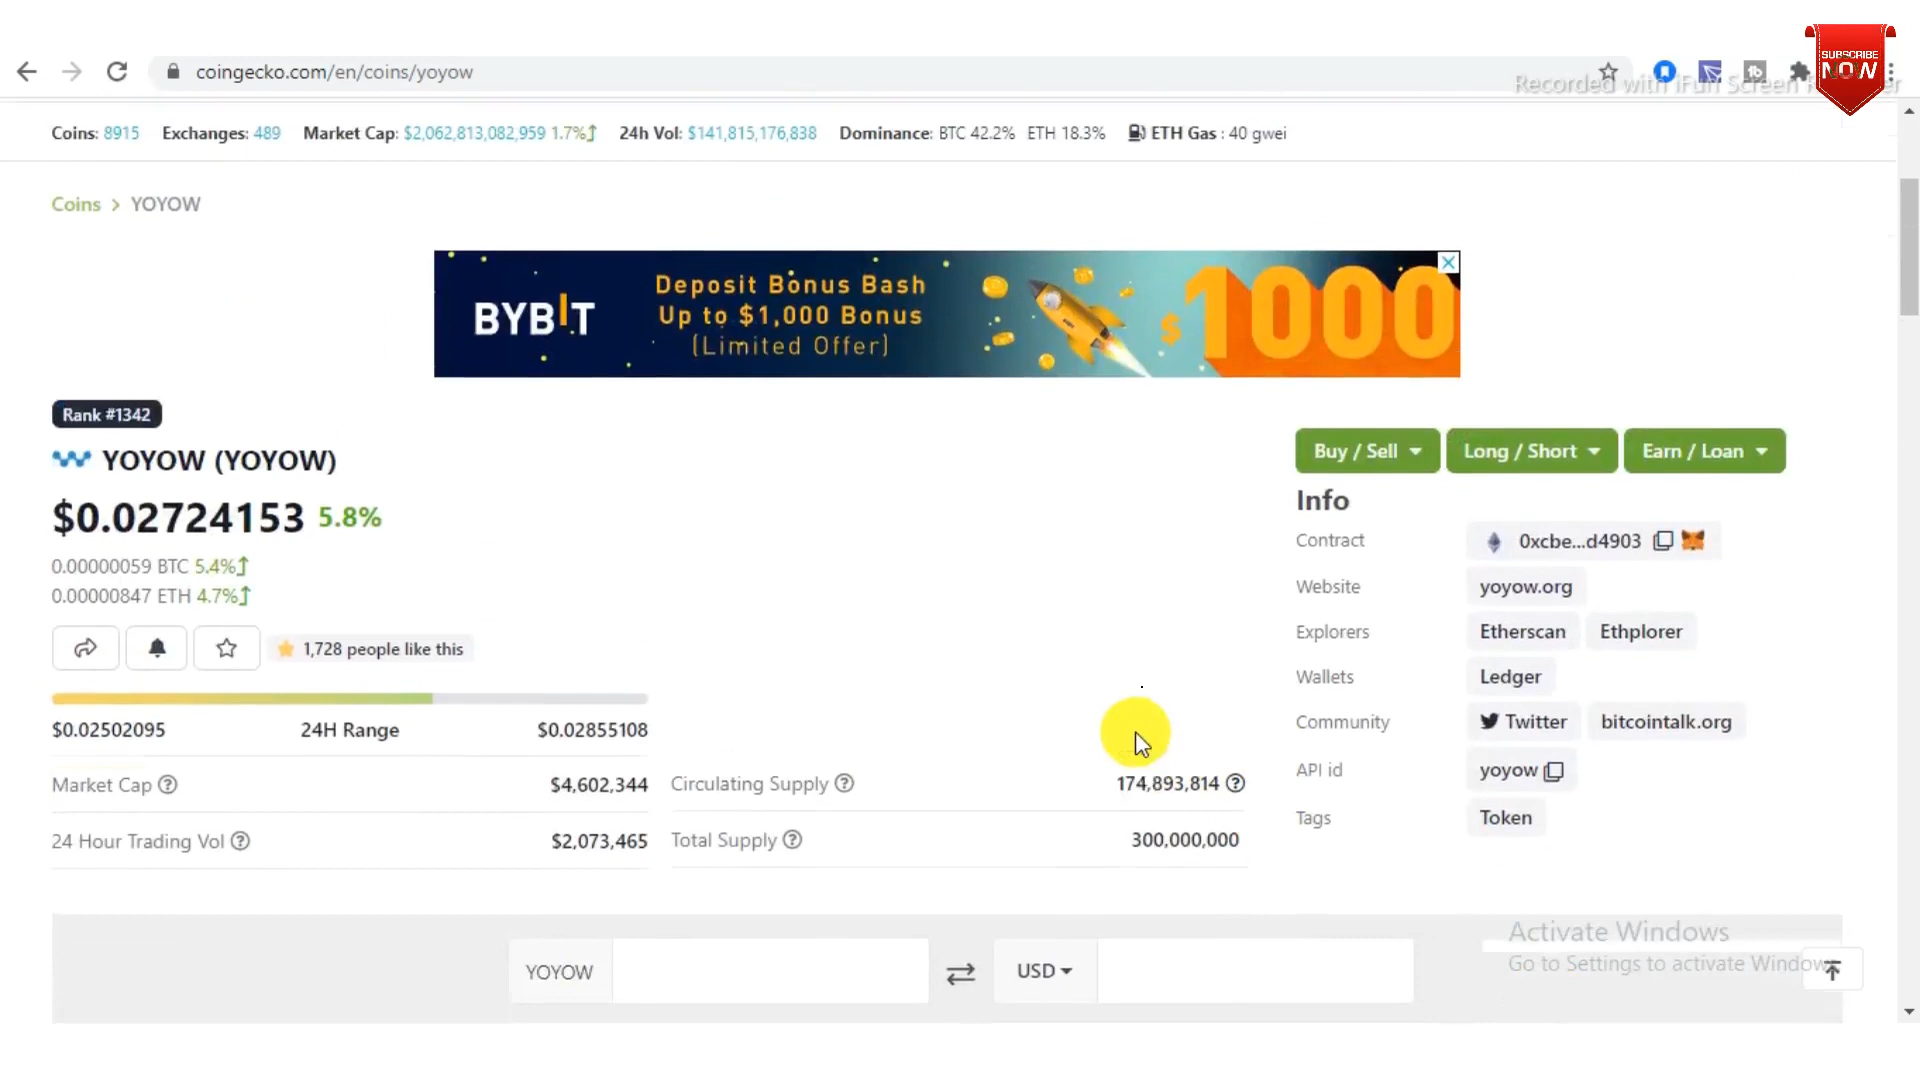 SUBSCRIBE
NOW
coingecko.com/en/coins/yoyow
Recorded with iFun Screen
Coins: 8915 Exchanges: 489 Market Cap: $2,062,813,082,959 1.7% 24h Vol: $141,815,176,838 Dominance: BTC 42.2% ETH 18.3% ETH Gas : 40 gwei
Coins > YOYOW
BYBIT
Deposit Bonus Bash
Up to $1,000 Bonus
(Limited Offer)
$1000
Rank #1342
YOYOW (YOYOW)
$0.02724153 5.8%
0.00000059 BTC 5.4%
0.00000847 ETH 4.7%
1,728 people like this
$0.02502095 24H Range $0.02855108
Market Cap $4,602,344
24 Hour Trading Vol $2,073,465
Circulating Supply 174,893,814
Total Supply 300,000,000
Buy / Sell Long / Short Earn / Loan
Info
Contract 0xcbe...d4903
Website yoyow.org
Explorers Etherscan Ethplorer
Wallets Ledger
Community Twitter bitcointalk.org
API id yoyow
Tags Token
YOYOW USD
Activate Windows
Go to Settings to activate Windows